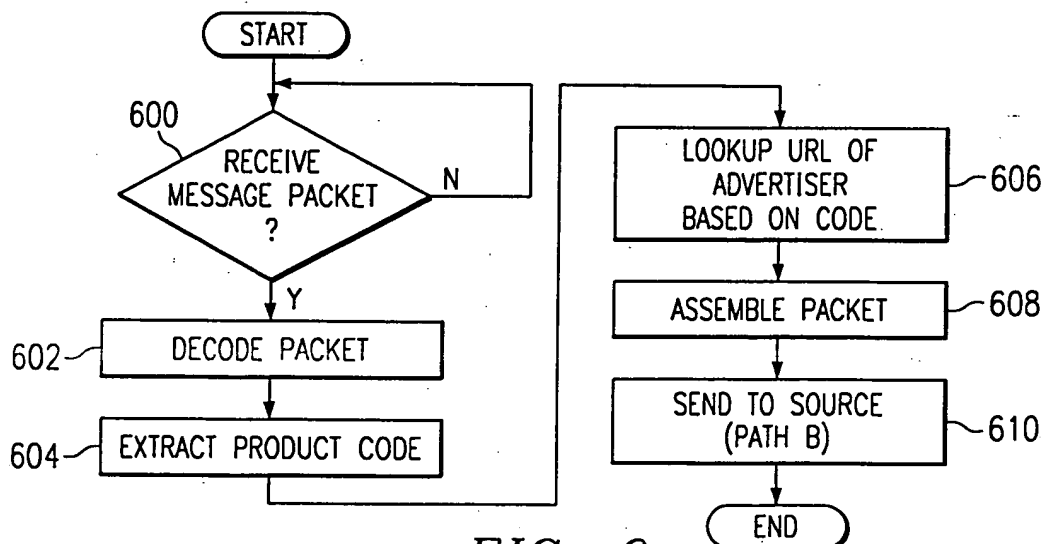 START
600
RECEIVE
MESSAGE PACKET
?
N
Y
602
DECODE PACKET
604
EXTRACT PRODUCT CODE
LOOKUP URL OF
ADVERTISER
BASED ON CODE
606
ASSEMBLE PACKET
608
SEND TO SOURCE
(PATH B)
610
END
FIG.